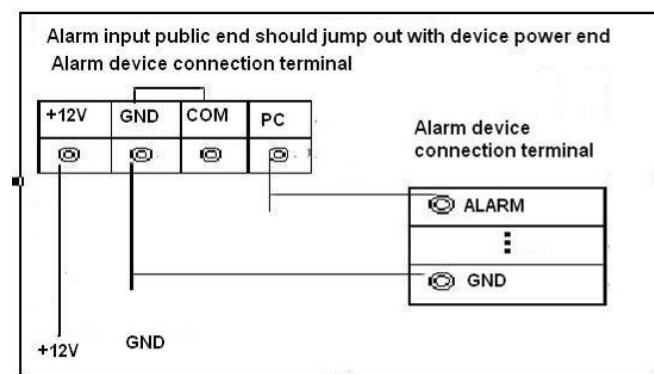 Alarm input public end should jump out with device power end
Alarm device connection terminal
+12V GND COM PC
Alarm device
connection terminal
ALARM
GND
+12V GND